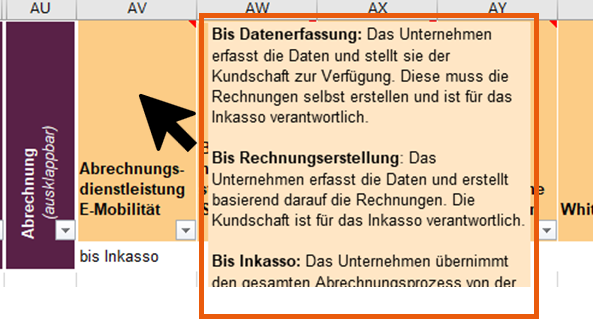 AU AV AW AX AY
Abrechnung
(ausklappbar)
Abrechnungs-
dienstleistung
E-Mobilität
bis Inkasso
Bis Datenerfassung: Das Unternehmen
erfasst die Daten und stellt sie der
Kundschaft zur Verfügung. Diese muss die
Rechnungen selbst erstellen und ist für das
Inkasso verantwortlich.
Bis Rechnungserstellung: Das
Unternehmen erfasst die Daten und erstellt
basierend darauf die Rechnungen. Die
Kundschaft ist für das Inkasso verantwortlich.
Bis Inkasso: Das Unternehmen übernimmt
den gesamten Abrechnungsprozess von der